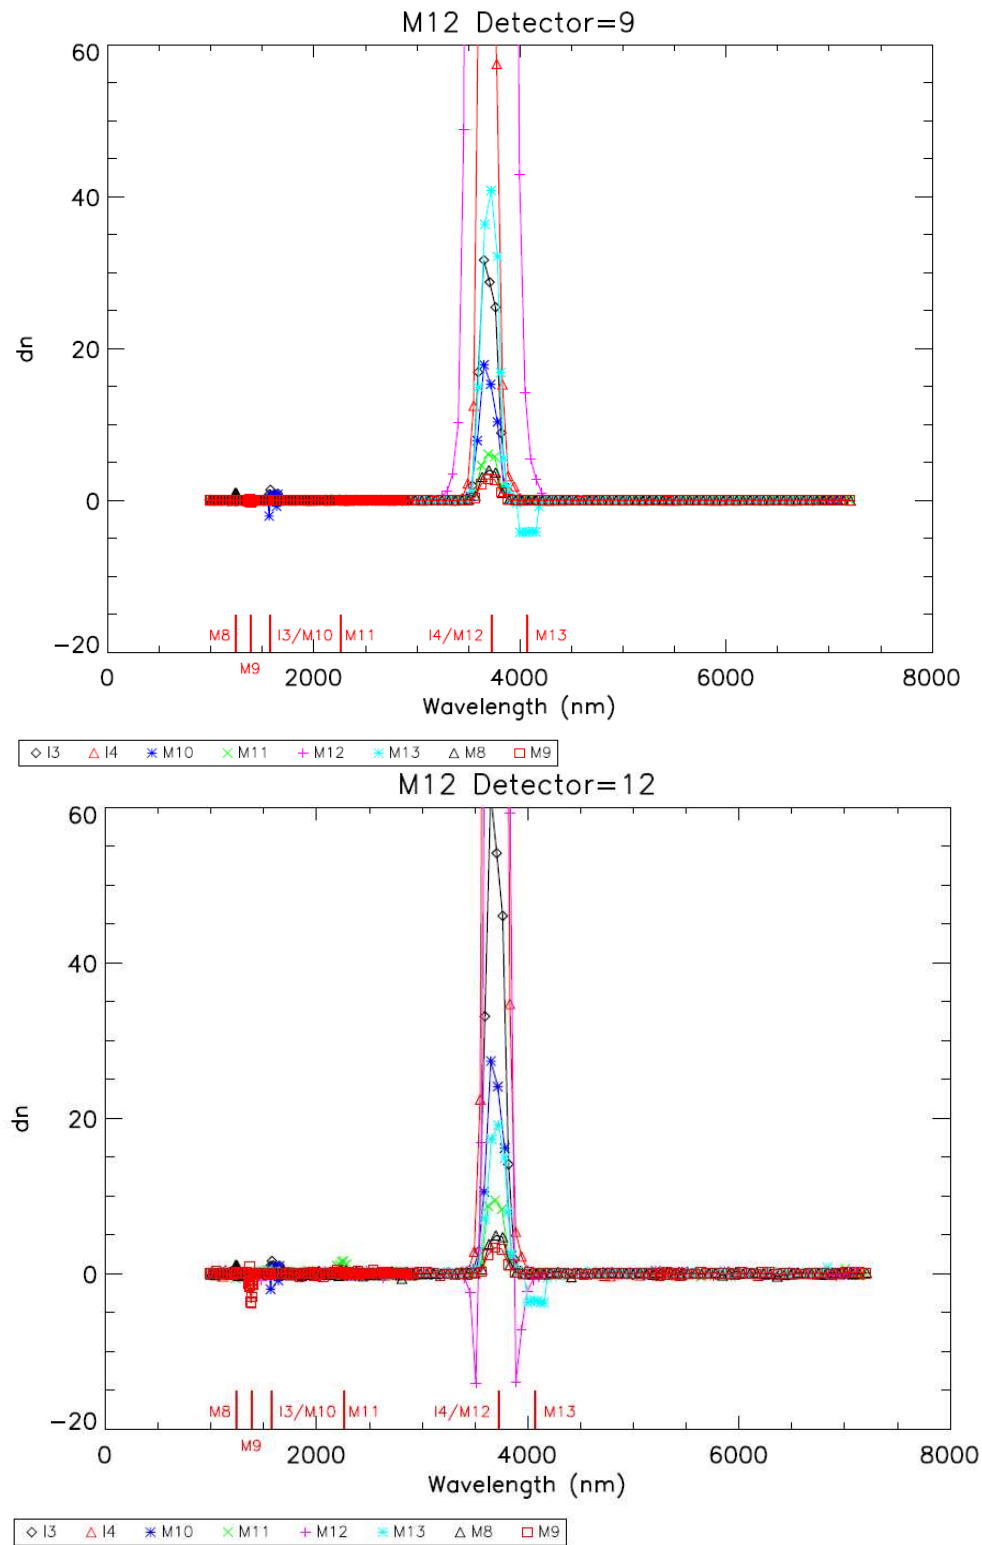 M12 Detector=9
60
40
20
0
−20
dn
M8
M9
I3/M10
M11
I4/M12
M13
0 2000 4000 6000 8000
Wavelength (nm)
I3 I4 M10 M11 M12 M13 M8 M9
M12 Detector=12
60
40
20
0
−20
dn
M8
M9
I3/M10
M11
I4/M12
M13
0 2000 4000 6000 8000
Wavelength (nm)
I3 I4 M10 M11 M12 M13 M8 M9